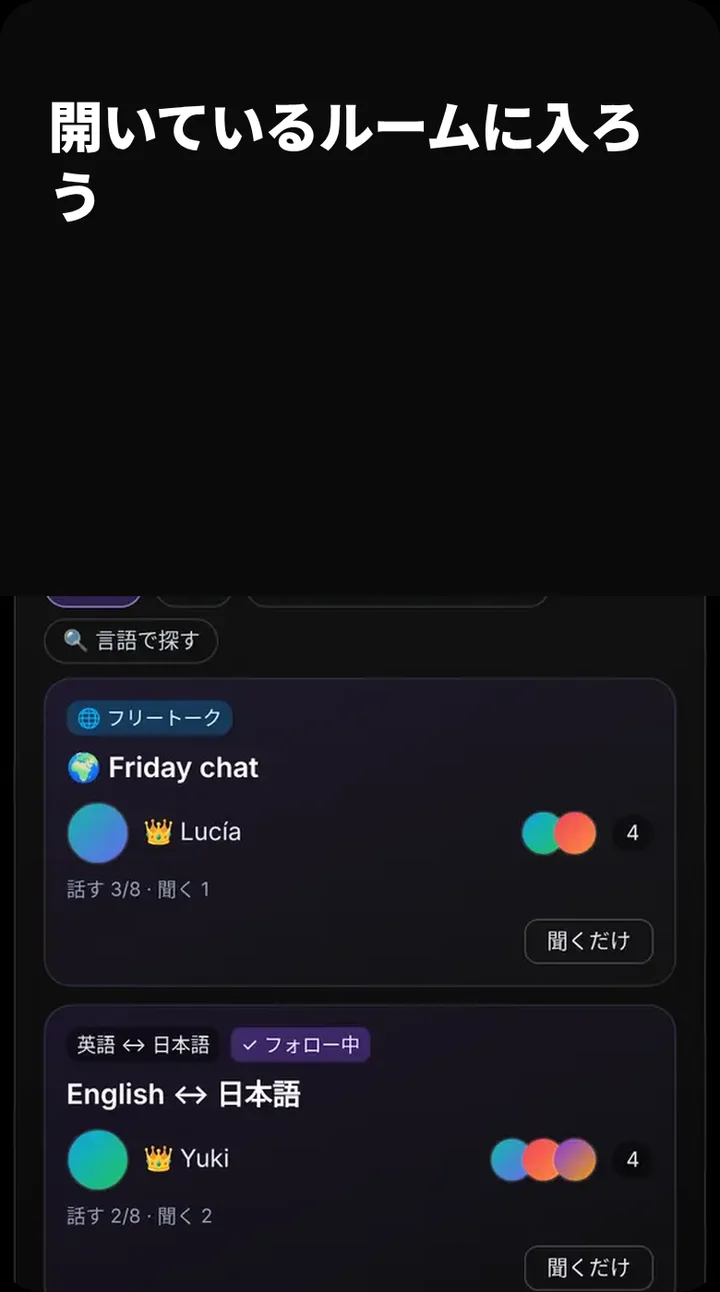 開いているルームに入ろ
う
🔍 言語で探す
🌐 フリートーク
🌍 Friday chat
👑 Lucía
4
話す 3/8 · 聞く 1
聞くだけ
英語 ↔ 日本語 ✓ フォロー中
English ↔ 日本語
👑 Yuki
4
話す 2/8 · 聞く 2
聞くだけ